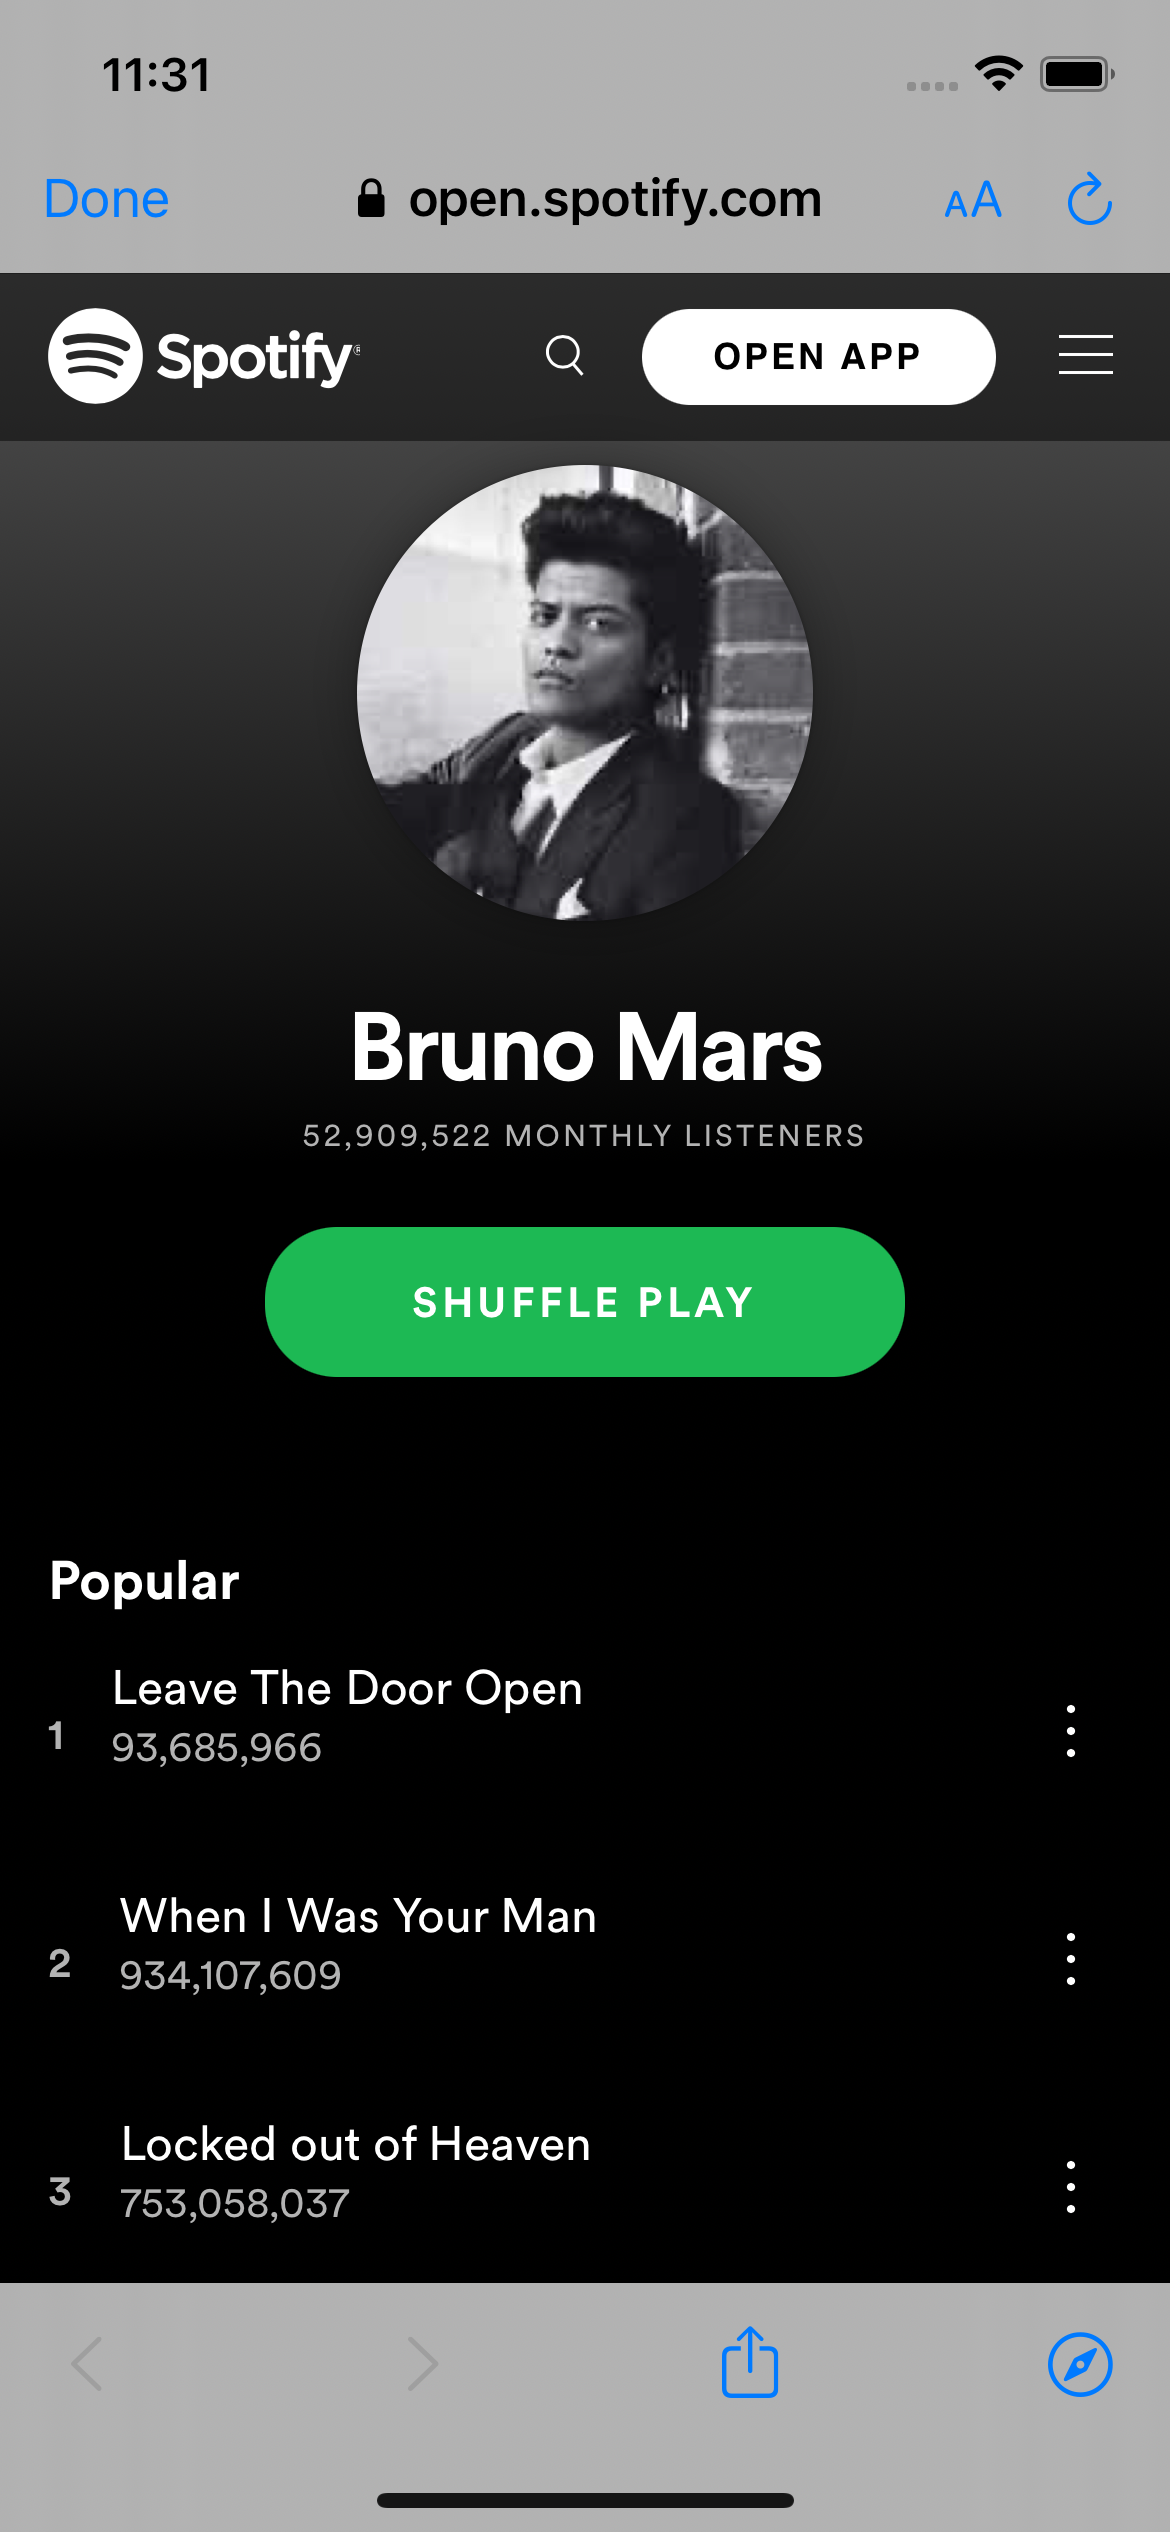 11:31
Done open.spotify.com AA
Spotify® OPEN APP
Bruno Mars
52,909,522 MONTHLY LISTENERS
SHUFFLE PLAY
Popular
Leave The Door Open
1
93,685,966
When I Was Your Man
2
934,107,609
Locked out of Heaven
3
753,058,037